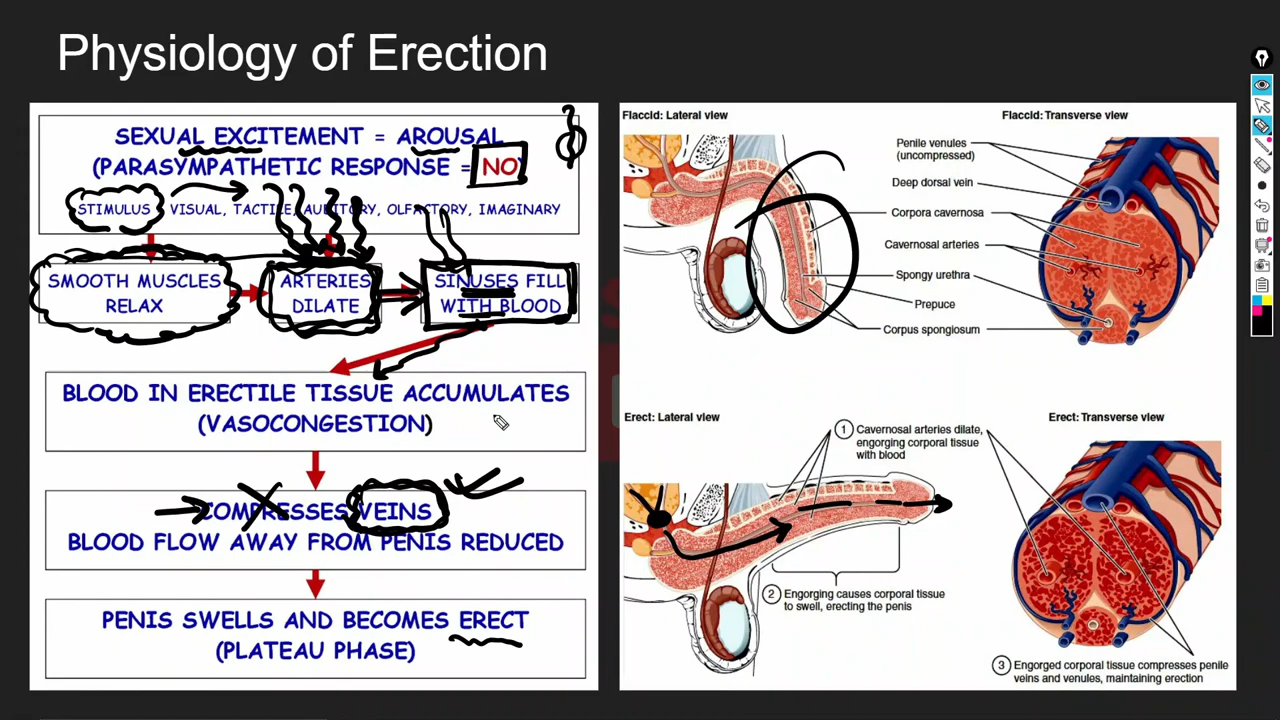 Physiology of Erection
SEXUAL EXCITEMENT = AROUSAL
(PARASYMPATHETIC RESPONSE = NO)
STIMULUS VISUAL, TACTILE, AUDITORY, OLFACTORY, IMAGINARY
SMOOTH MUSCLES
RELAX
ARTERIES
DILATE
SINUSES FILL
WITH BLOOD
BLOOD IN ERECTILE TISSUE ACCUMULATES
(VASOCONGESTION)
COMPRESSES VEINS
BLOOD FLOW AWAY FROM PENIS REDUCED
PENIS SWELLS AND BECOMES ERECT
(PLATEAU PHASE)
Flaccid: Lateral view
Flaccid: Transverse view
Penile venules
(uncompressed)
Deep dorsal vein
Corpora cavernosa
Cavernosal arteries
Spongy urethra
Prepuce
Corpus spongiosum
Erect: Lateral view
Erect: Transverse view
1 Cavernosal arteries dilate,
engorging corporal tissue
with blood
2 Engorging causes corporal tissue
to swell, erecting the penis
3 Engorged corporal tissue compresses penile
veins and venules, maintaining erection